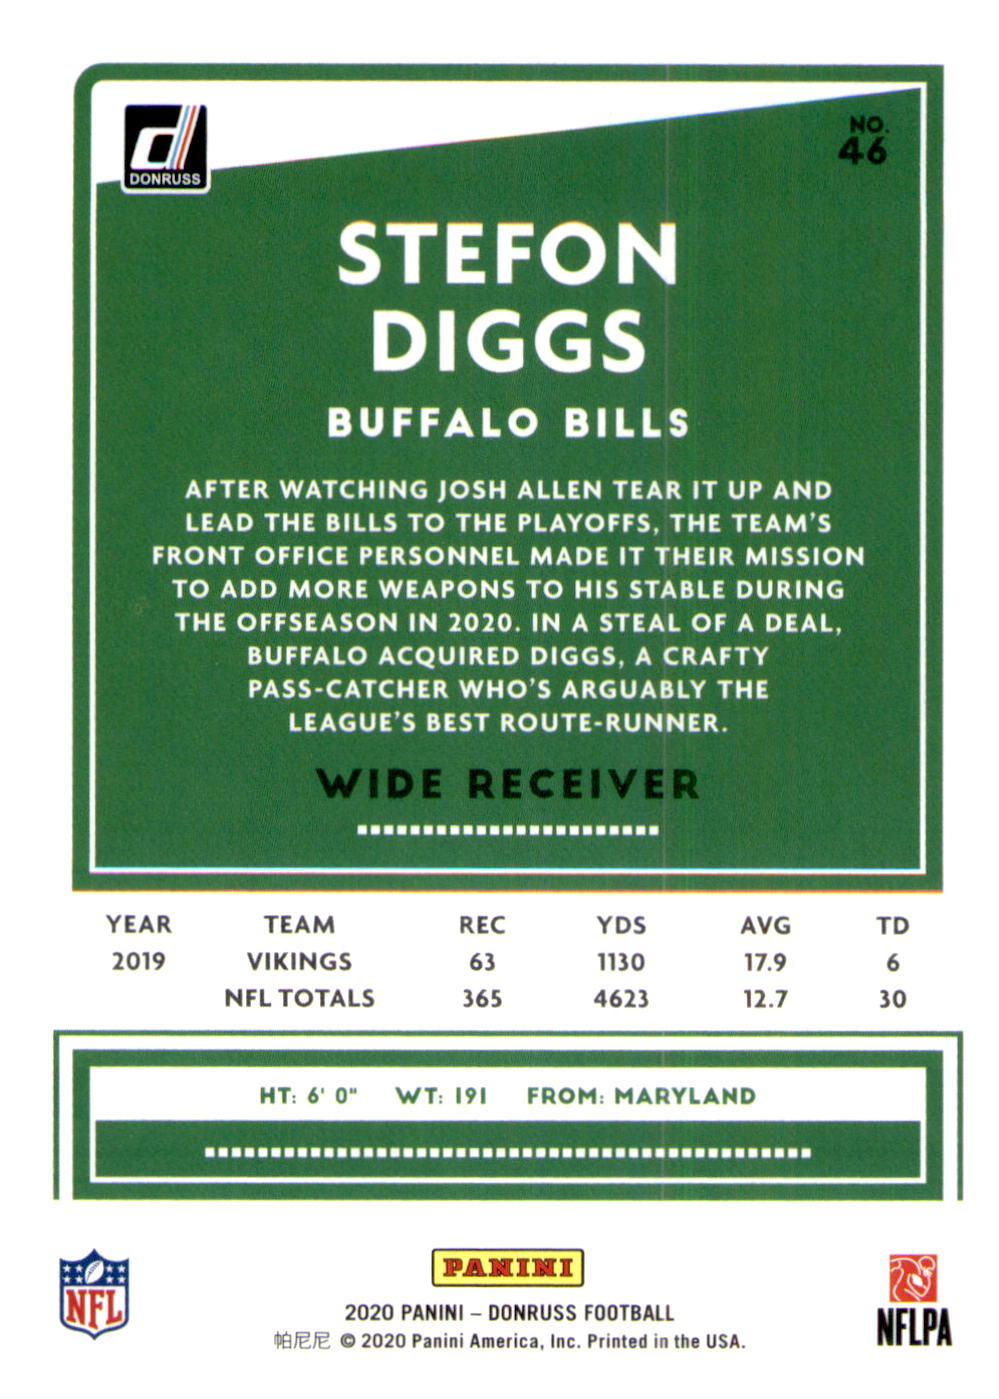 DONRUSS
NO.
46
STEFON
DIGGS
BUFFALO BILLS
AFTER WATCHING JOSH ALLEN TEAR IT UP AND
LEAD THE BILLS TO THE PLAYOFFS, THE TEAM'S
FRONT OFFICE PERSONNEL MADE IT THEIR MISSION
TO ADD MORE WEAPONS TO HIS STABLE DURING
THE OFFSEASON IN 2020. IN A STEAL OF A DEAL,
BUFFALO ACQUIRED DIGGS, A CRAFTY
PASS-CATCHER WHO'S ARGUABLY THE
LEAGUE'S BEST ROUTE-RUNNER.
WIDE RECEIVER
YEAR TEAM REC YDS AVG TD
2019 VIKINGS 63 1130 17.9 6
NFL TOTALS 365 4623 12.7 30
HT: 6' 0" WT: 191 FROM: MARYLAND
NFL
PANINI
2020 PANINI – DONRUSS FOOTBALL
帕尼尼 © 2020 Panini America, Inc. Printed in the USA.
NFLPA